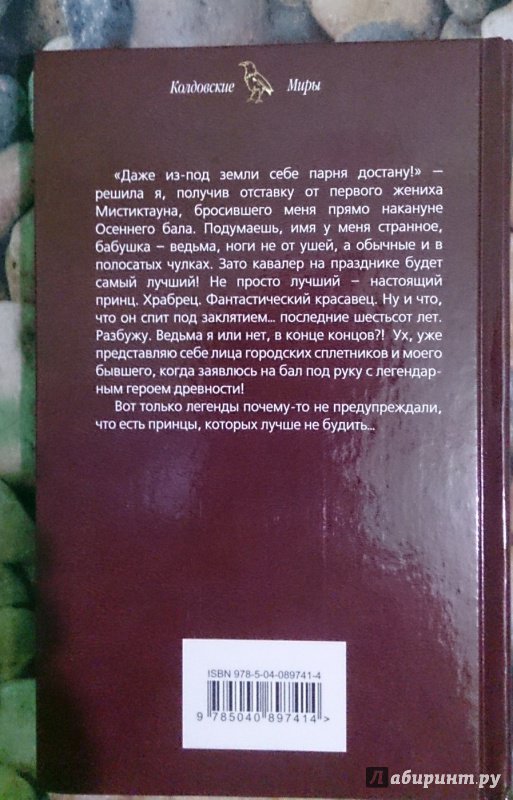 Колдовские Миры
«Даже из-под земли себе парня достану!» –
решила я, получив отставку от первого жениха
Мистиктауна, бросившего меня прямо накануне
Осеннего бала. Подумаешь, имя у меня странное,
бабушка – ведьма, ноги не от ушей, а обычные и в
полосатых чулках. Зато кавалер на празднике будет
самый лучший! Не просто лучший – настоящий
принц. Храбрец. Фантастический красавец. Ну и что,
что он спит под заклятием... последние шестьсот лет.
Разбужу. Ведьма я или нет, в конце концов?! Ух, уже
представляю себе лица городских сплетников и моего
бывшего, когда заявлюсь на бал под руку с легендар-
ным героем древности!
Вот только легенды почему-то не предупреждали,
что есть принцы, которых лучше не будить...
ISBN 978-5-04-089741-4
9 785040 897414 >
Лабиринт.ру